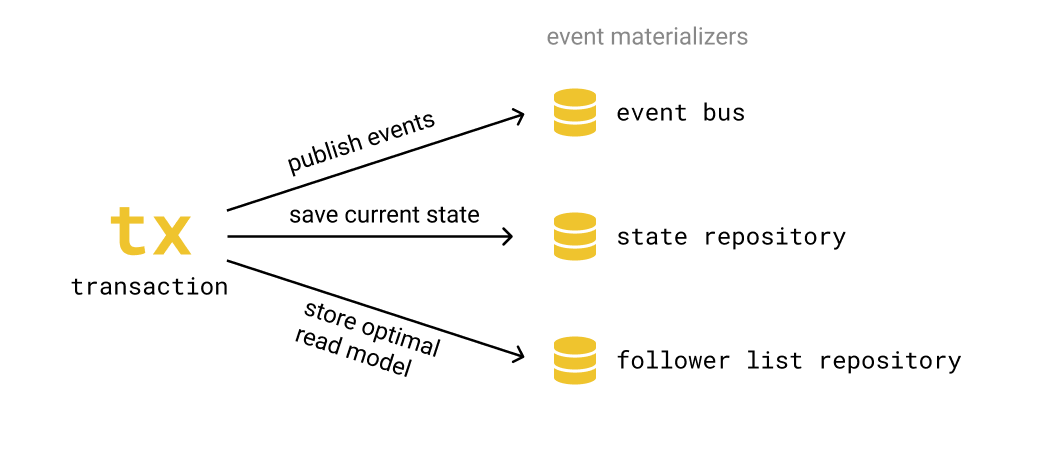 event materializers
publish events
event bus
save current state
state repository
tx
transaction
store optimal
read model
follower list repository